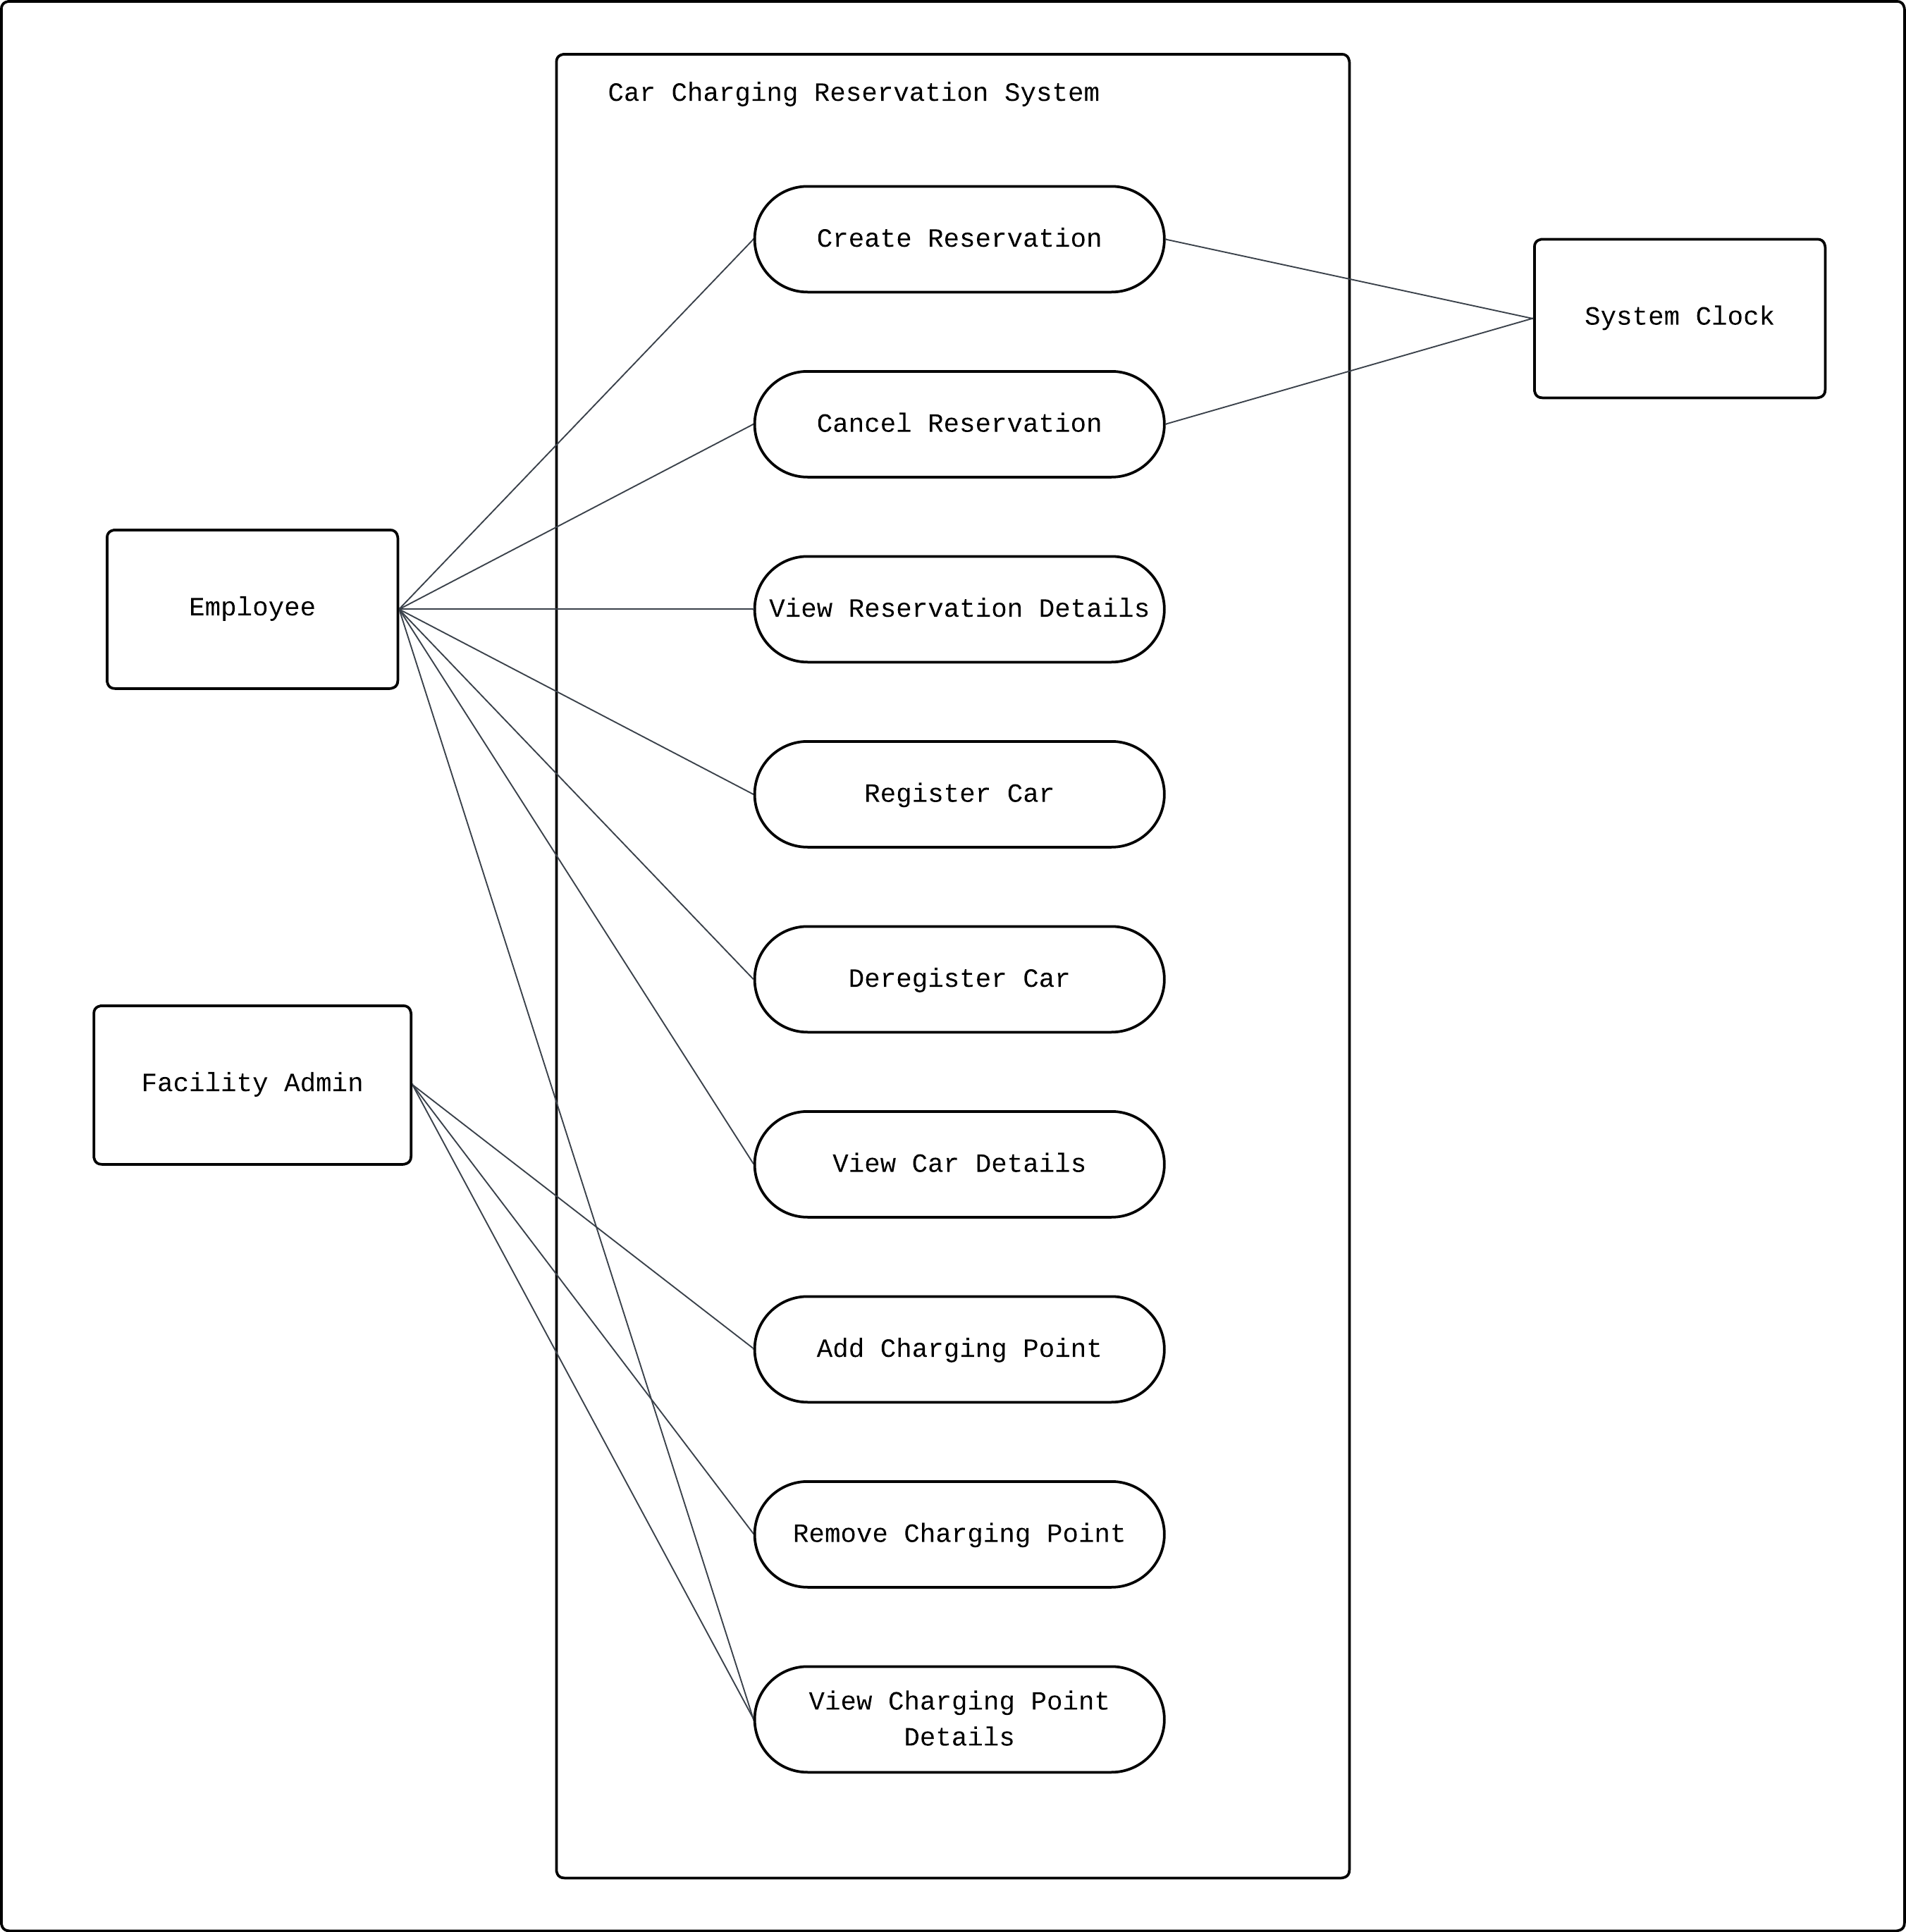 Car Charging Reservation System
Create Reservation
System Clock
Cancel Reservation
Employee
View Reservation Details
Register Car
Deregister Car
Facility Admin
View Car Details
Add Charging Point
Remove Charging Point
View Charging Point
Details